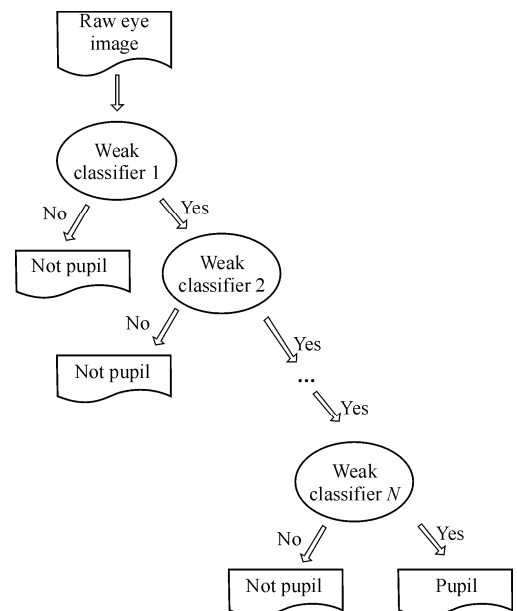 Raw eye
image
Weak
classifier 1
No
Yes
Not pupil
Weak
classifier 2
No
Yes
Not pupil
...
Yes
Weak
classifier N
No
Yes
Not pupil
Pupil